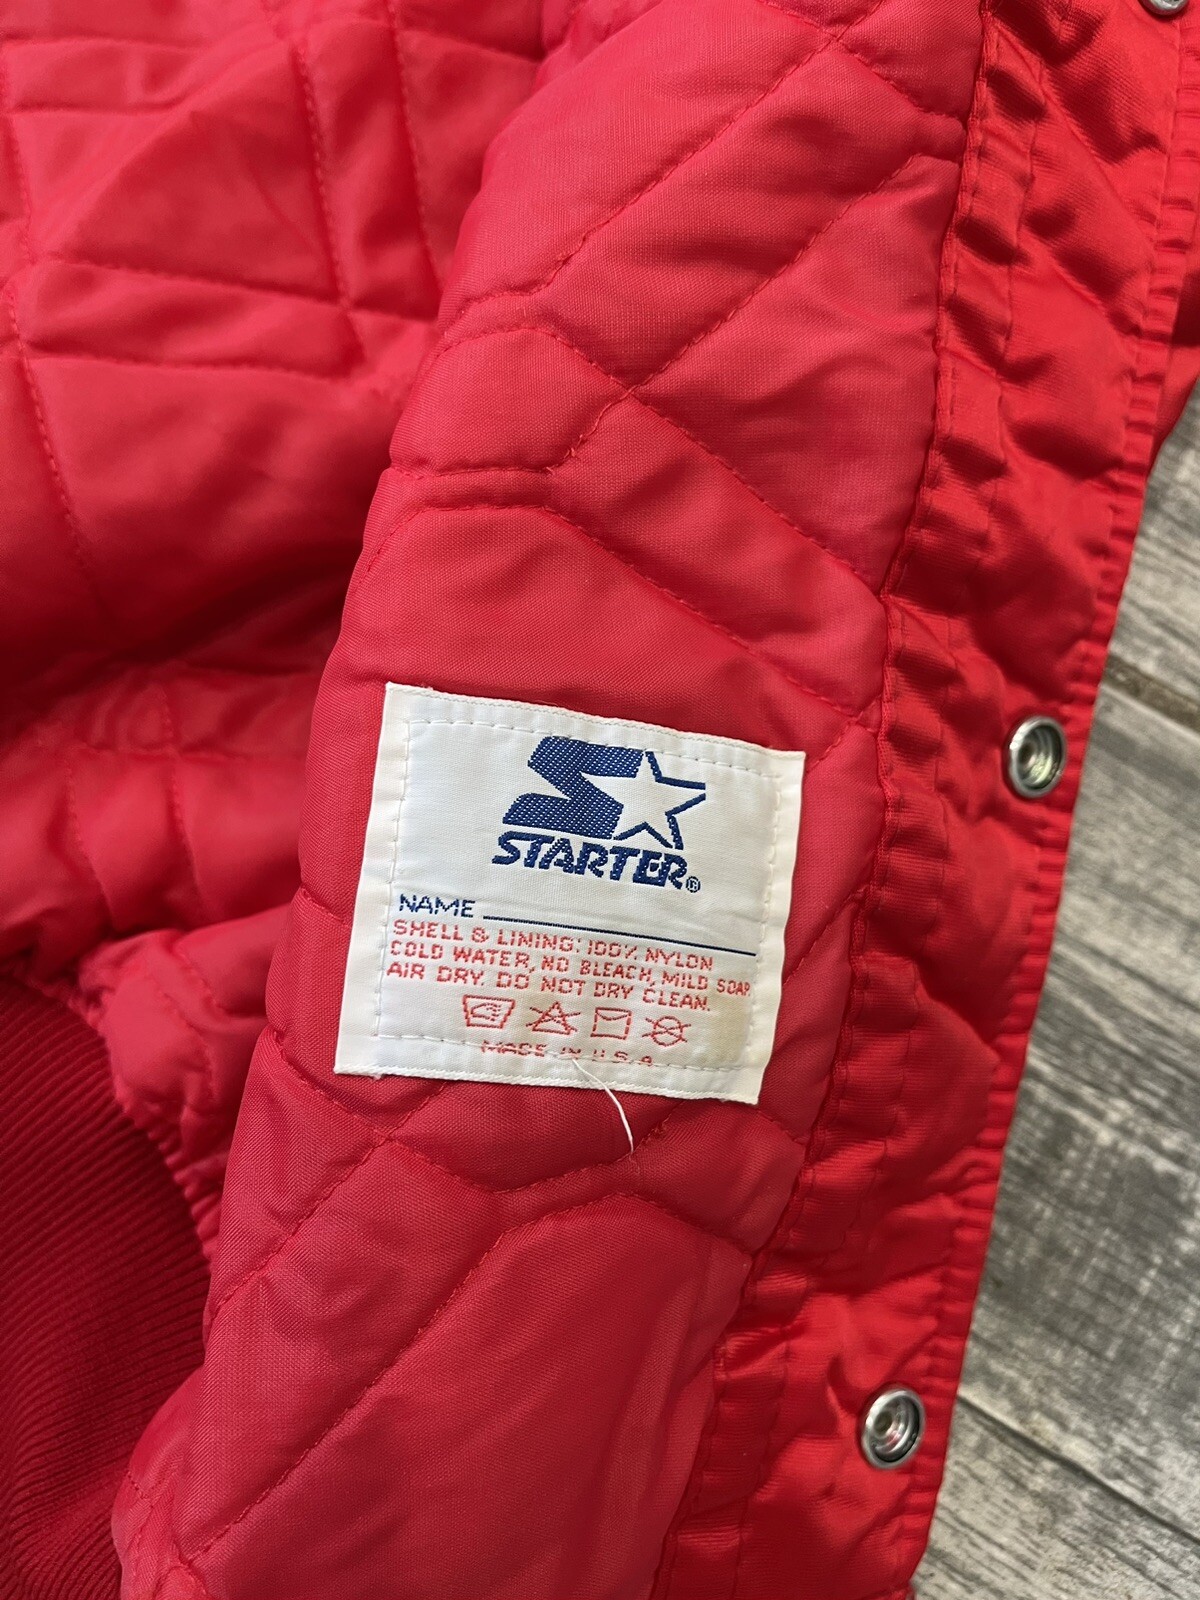 STARTER®
NAME
SHELL & LINING: 100% NYLON
COLD WATER, NO BLEACH, MILD SOAP.
AIR DRY. DO NOT DRY CLEAN.
MADE IN U.S.A.